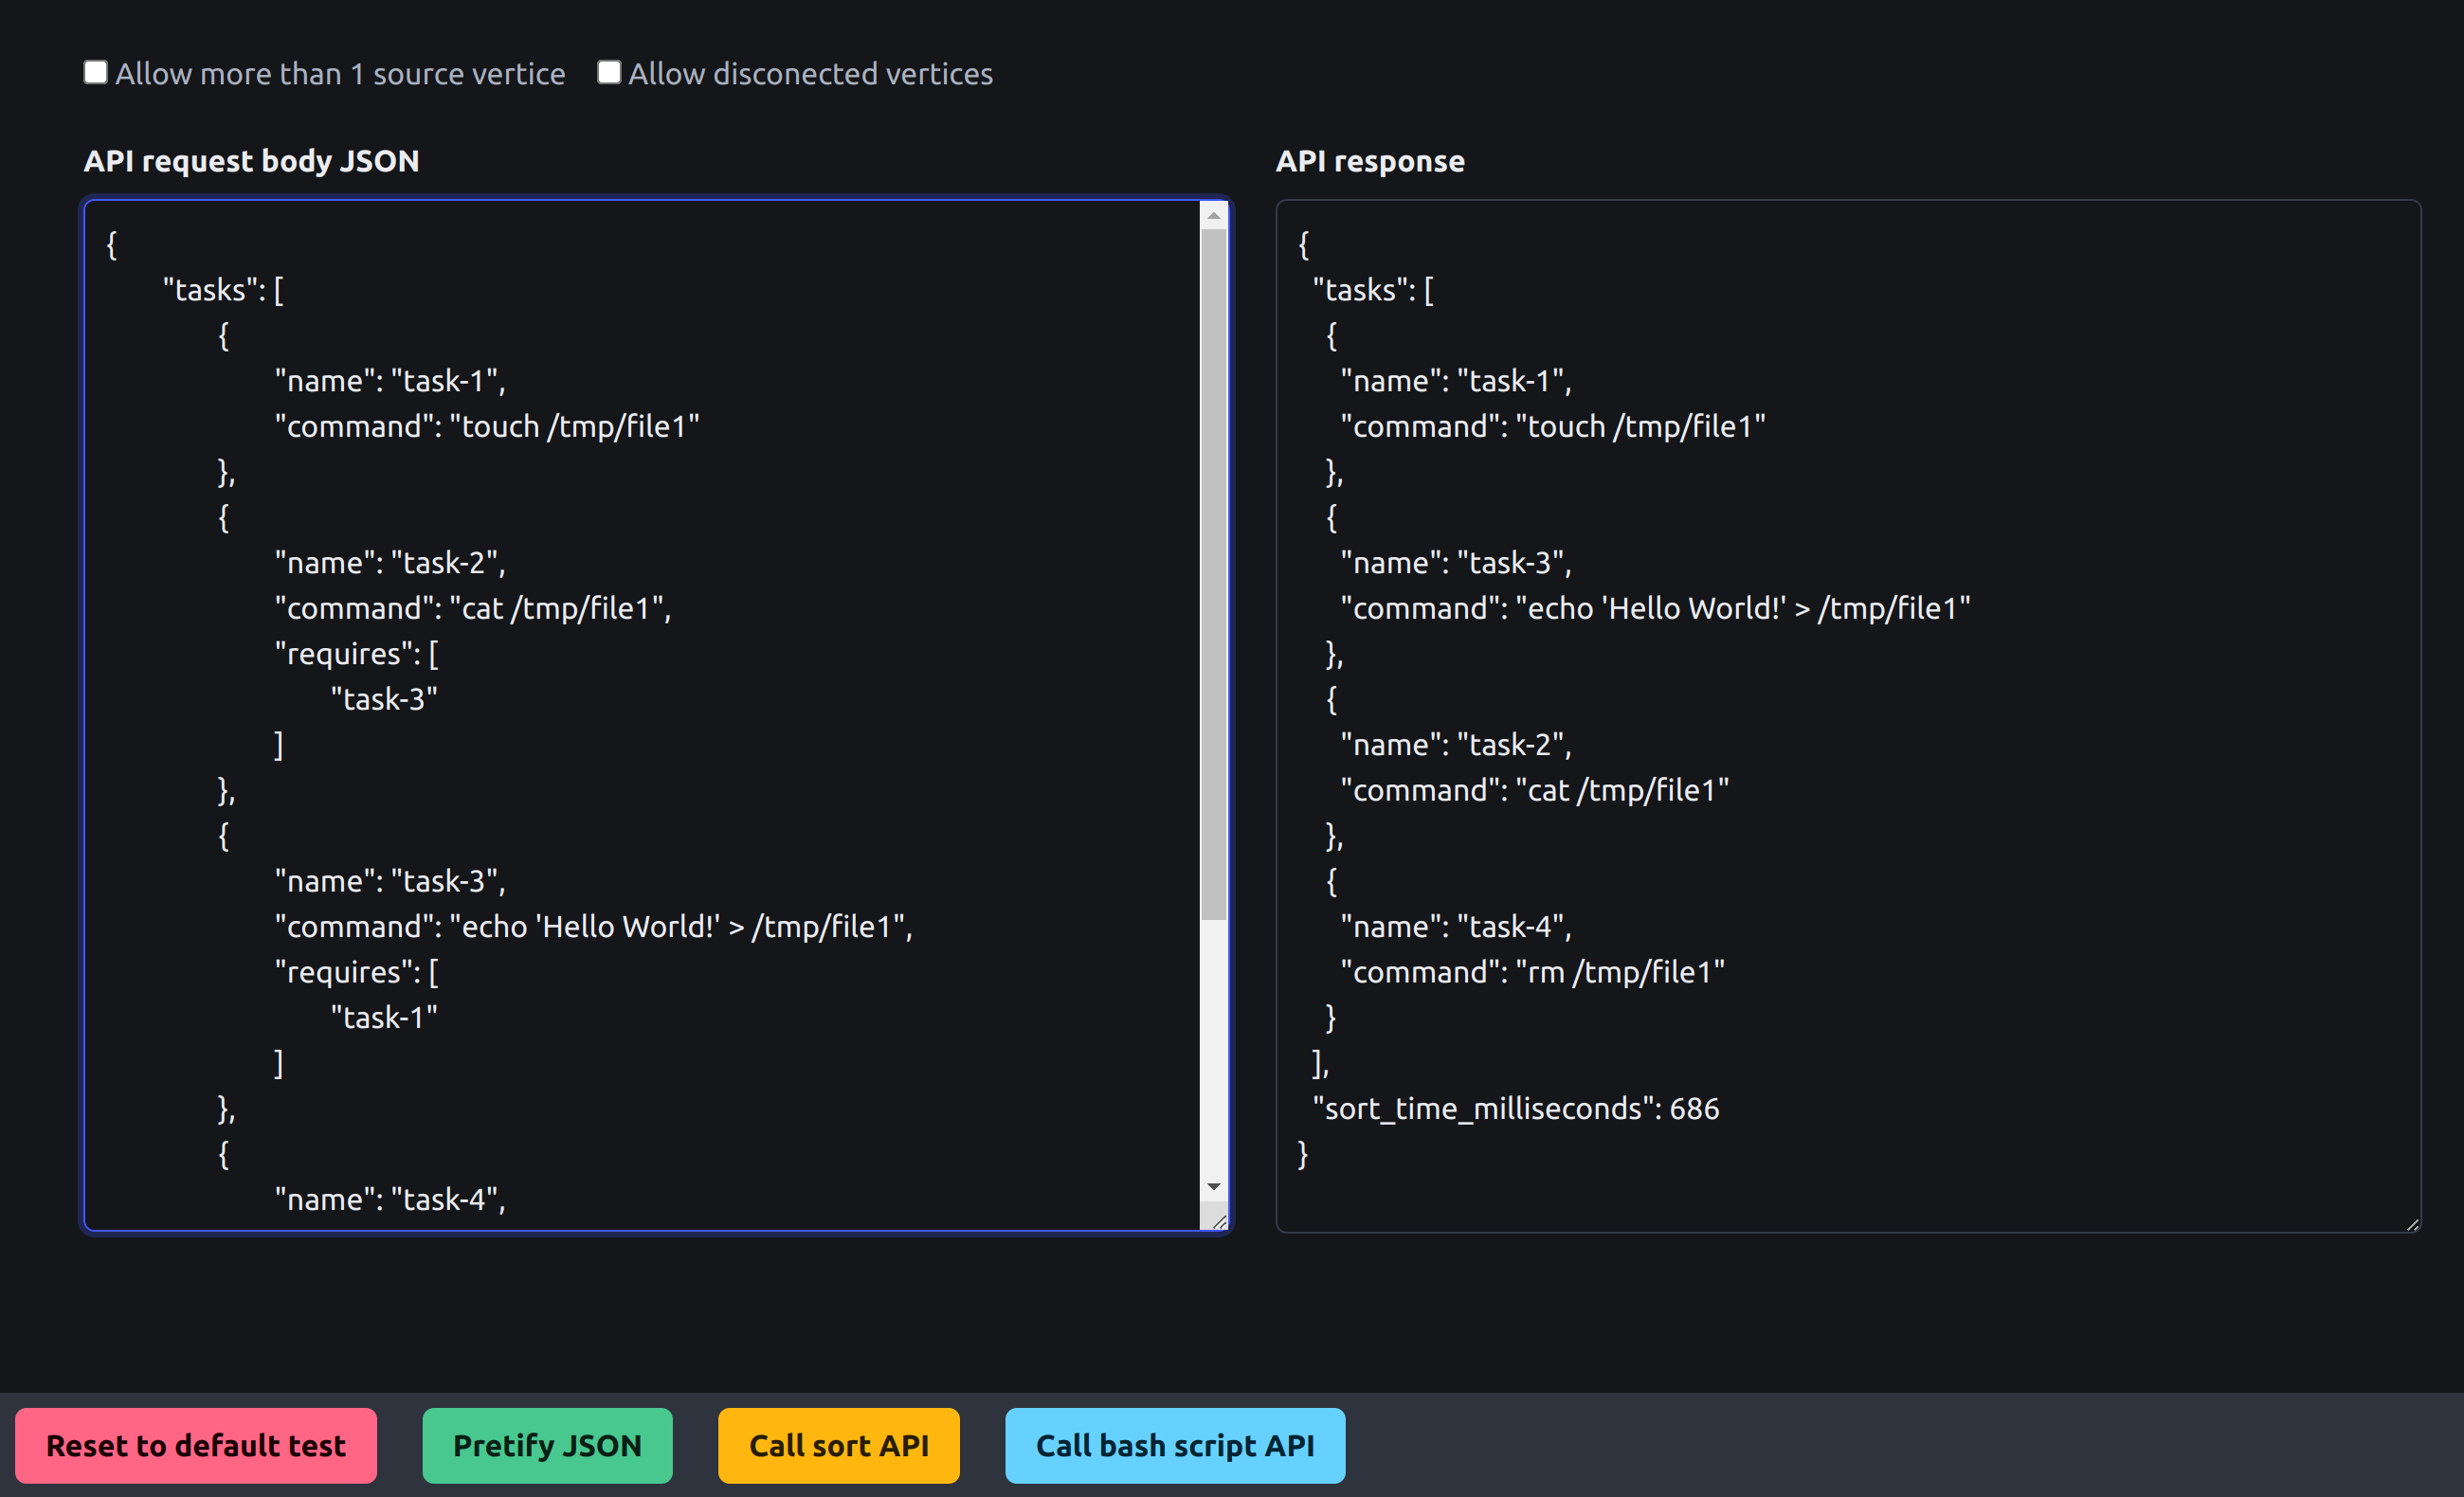 Allow more than 1 source vertice Allow disconected vertices
API request body JSON
{
"tasks": [
{
"name": "task-1",
"command": "touch /tmp/file1"
},
{
"name": "task-2",
"command": "cat /tmp/file1",
"requires": [
"task-3"
]
},
{
"name": "task-3",
"command": "echo 'Hello World!' > /tmp/file1",
"requires": [
"task-1"
]
},
{
"name": "task-4",
API response
{
"tasks": [
{
"name": "task-1",
"command": "touch /tmp/file1"
},
{
"name": "task-3",
"command": "echo 'Hello World!' > /tmp/file1"
},
{
"name": "task-2",
"command": "cat /tmp/file1"
},
{
"name": "task-4",
"command": "rm /tmp/file1"
}
],
"sort_time_milliseconds": 686
}
Reset to default test
Pretify JSON
Call sort API
Call bash script API